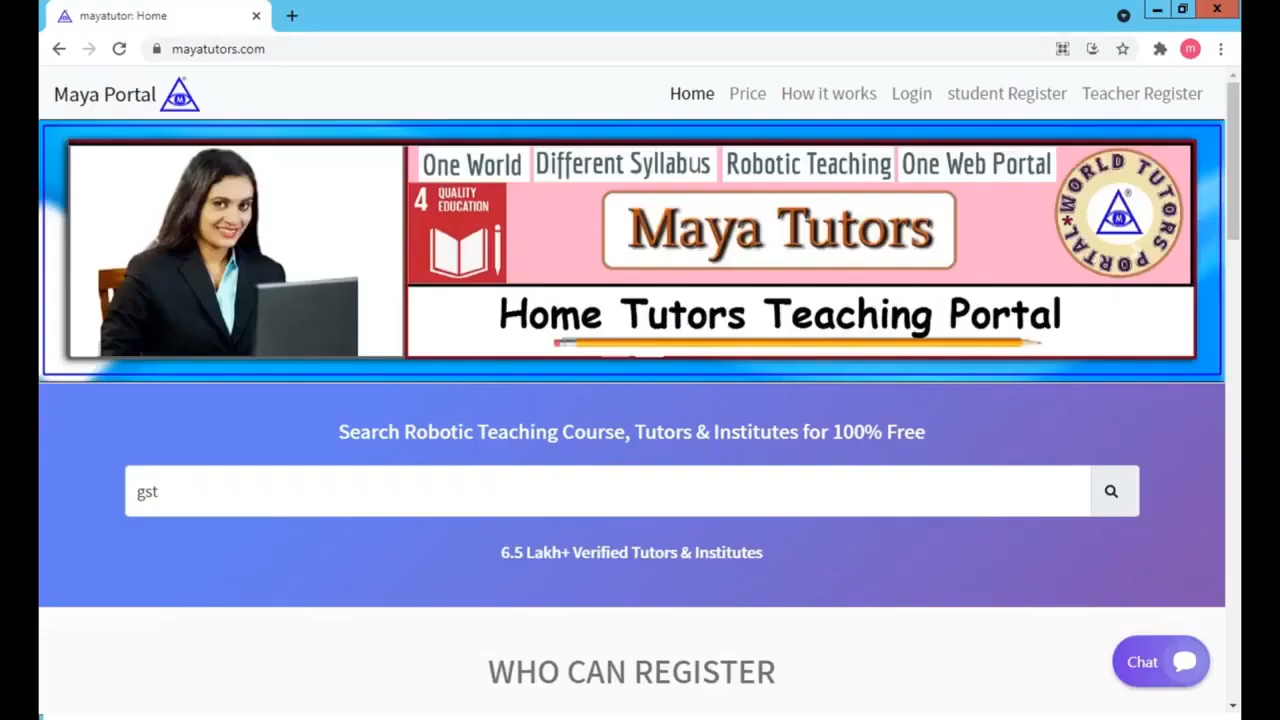 mayatutor: Home
mayatutors.com
m
Maya Portal
M
Home Price How it works Login student Register Teacher Register
One World Different Syllabus Robotic Teaching One Web Portal
4 QUALITY EDUCATION
Maya Tutors
WORLD TUTORS PORTAL
M
Home Tutors Teaching Portal
Search Robotic Teaching Course, Tutors & Institutes for 100% Free
gst
6.5 Lakh+ Verified Tutors & Institutes
WHO CAN REGISTER
Chat